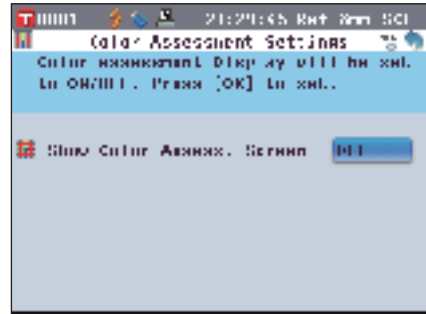 21:29:45 Ref 8mm SCI
Color Assessment Settings
Color assessment Display will be set
to ON/OFF. Press [OK] to set.
Show Color Assess. Screen OFF